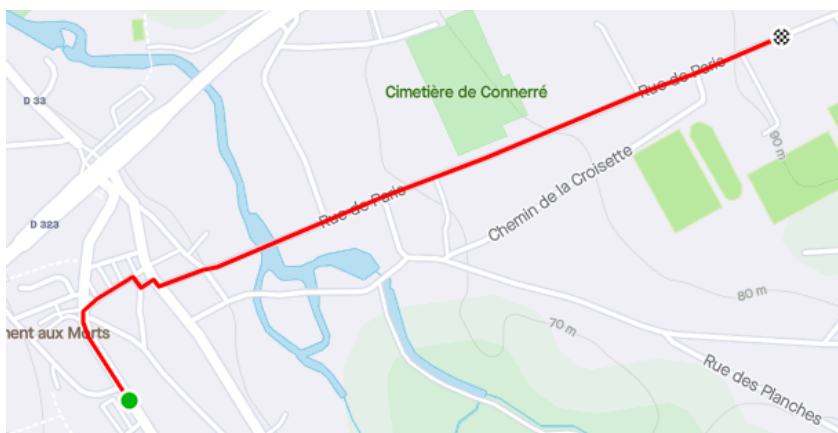 Rue de Paris
Cimetière de Connerré
D 33
90 m
Chemin de la Croisette
Rue de Paris
D 323
80 m
70 m
ment aux Morts
Rue des Planches